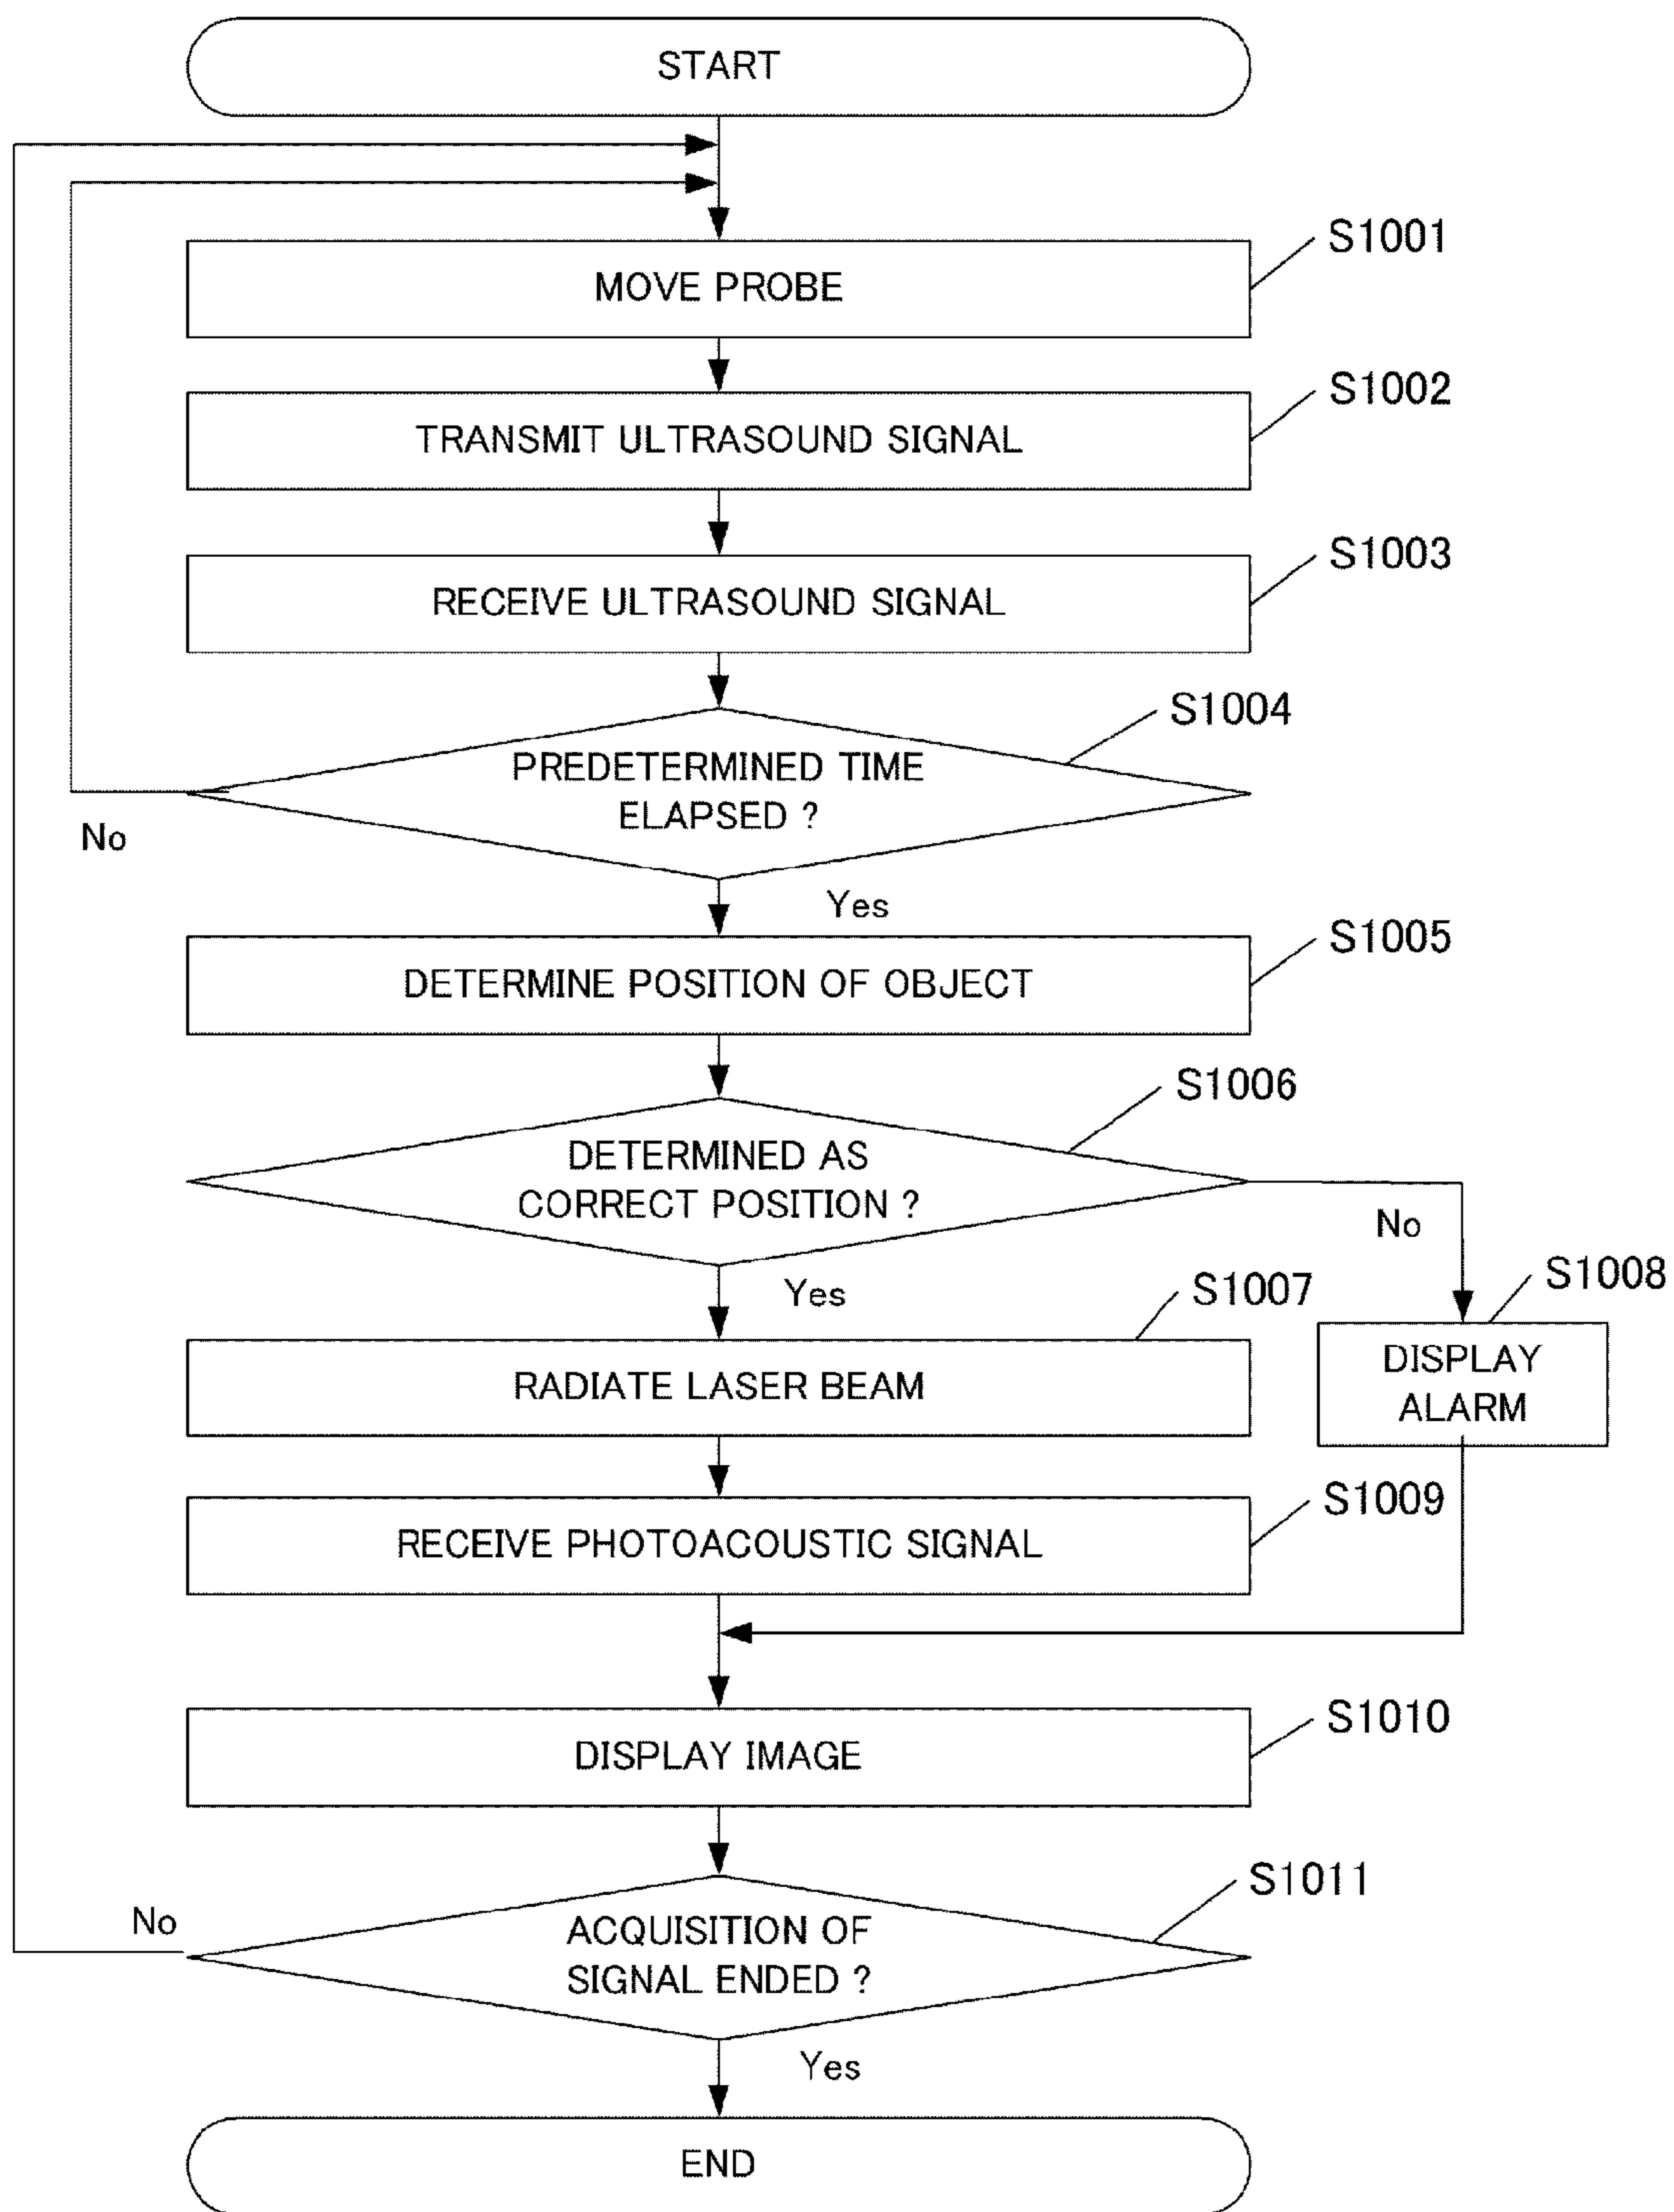 START
S1001
MOVE PROBE
S1002
TRANSMIT ULTRASOUND SIGNAL
S1003
RECEIVE ULTRASOUND SIGNAL
S1004
PREDETERMINED TIME
ELAPSED ?
No
Yes
S1005
DETERMINE POSITION OF OBJECT
S1006
DETERMINED AS
CORRECT POSITION ?
No
Yes
S1007
S1008
RADIATE LASER BEAM
DISPLAY
ALARM
S1009
RECEIVE PHOTOACOUSTIC SIGNAL
S1010
DISPLAY IMAGE
S1011
No
ACQUISITION OF
SIGNAL ENDED ?
Yes
END